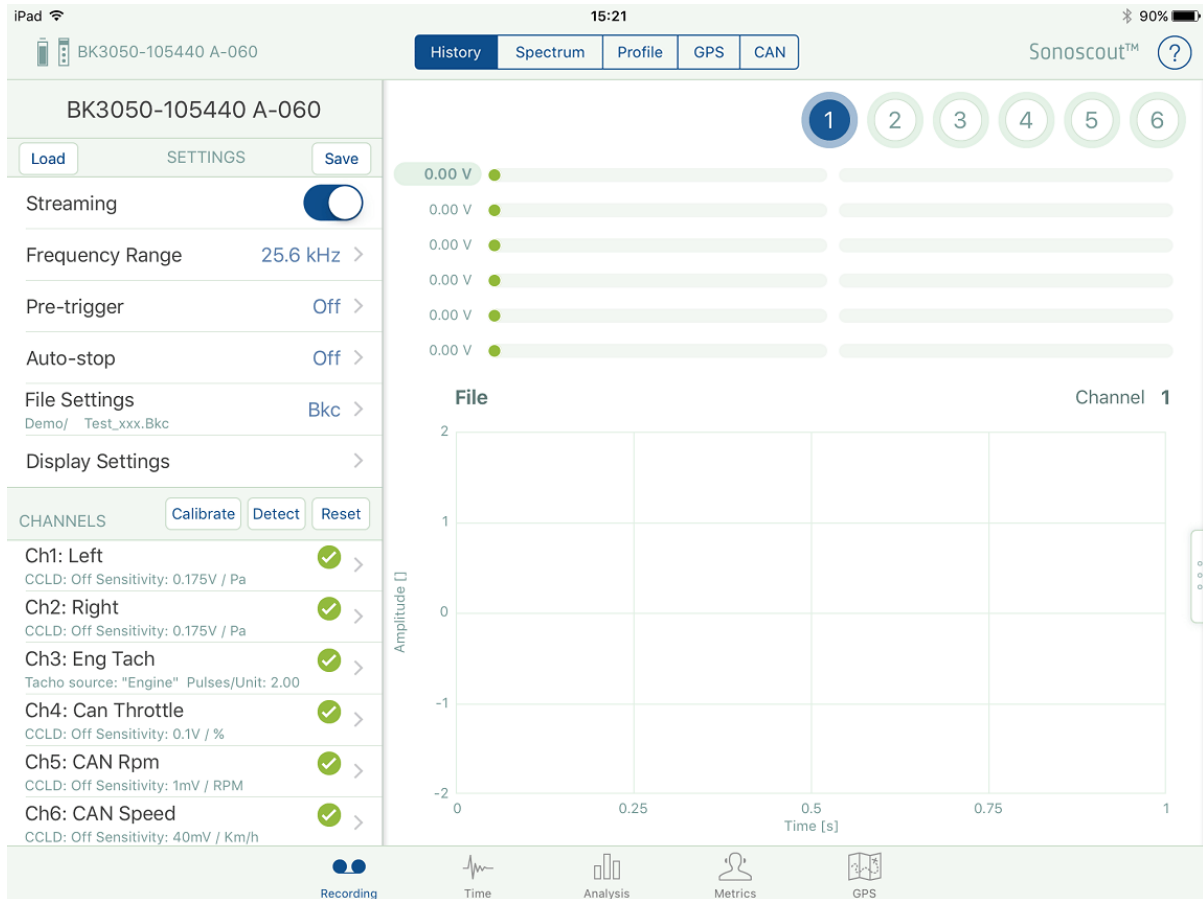 iPad 15:21 90%
BK3050-105440 A-060 History Spectrum Profile GPS CAN Sonoscout™ ?
BK3050-105440 A-060
Load SETTINGS Save
Streaming
Frequency Range 25.6 kHz
Pre-trigger Off
Auto-stop Off
File Settings Bkc
Demo/ Test_xxx.Bkc
Display Settings
CHANNELS Calibrate Detect Reset
Ch1: Left
CCLD: Off Sensitivity: 0.175V / Pa
Ch2: Right
CCLD: Off Sensitivity: 0.175V / Pa
Ch3: Eng Tach
Tacho source: "Engine" Pulses/Unit: 2.00
Ch4: Can Throttle
CCLD: Off Sensitivity: 0.1V / %
Ch5: CAN Rpm
CCLD: Off Sensitivity: 1mV / RPM
Ch6: CAN Speed
CCLD: Off Sensitivity: 40mV / Km/h
1 2 3 4 5 6
0.00 V
0.00 V
0.00 V
0.00 V
0.00 V
0.00 V
File Channel 1
Amplitude []
2
1
0
-1
-2
0 0.25 0.5 0.75 1
Time [s]
Recording Time Analysis Metrics GPS